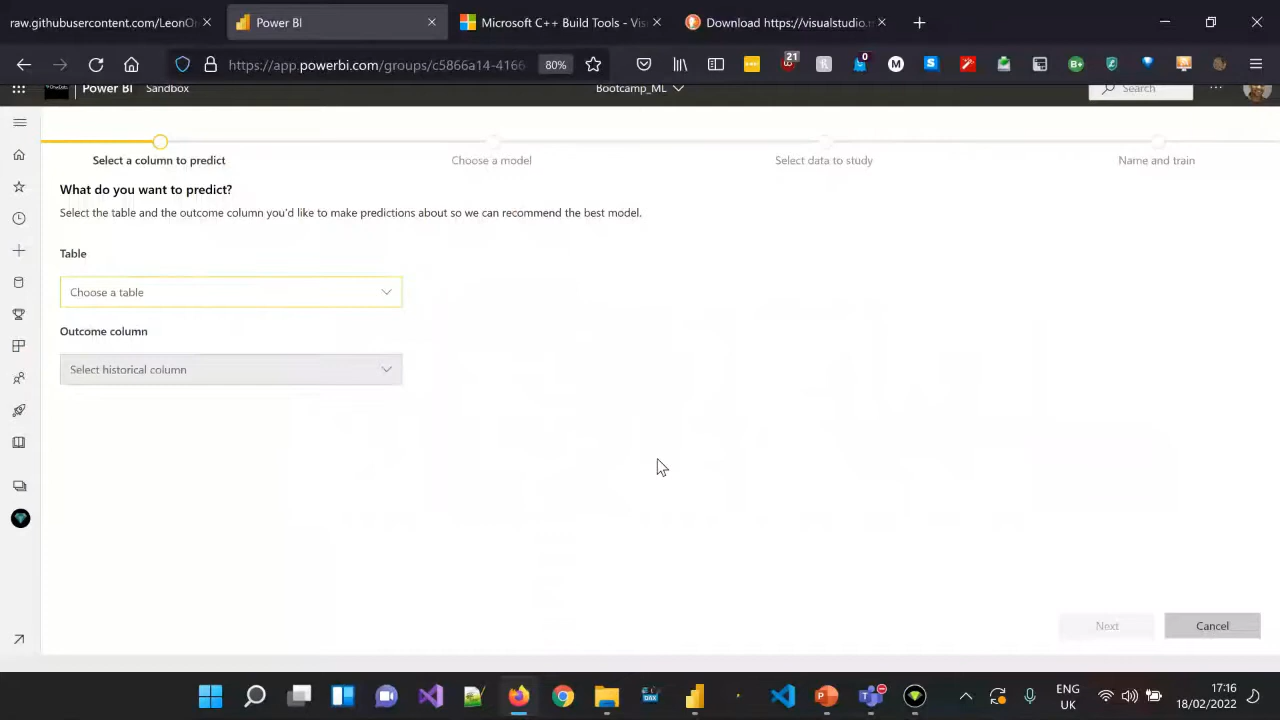 raw.githubusercontent.com/LeonOn
Power BI
Microsoft C++ Build Tools - Vis
Download https://visualstudio.m
https://app.powerbi.com/groups/c5866a14-4166
80%
21
0
Power BI
Sandbox
Bootcamp_ML
Search
Select a column to predict
Choose a model
Select data to study
Name and train
What do you want to predict?
Select the table and the outcome column you'd like to make predictions about so we can recommend the best model.
Table
Choose a table
Outcome column
Select historical column
Next
Cancel
ENG
UK
17:16
18/02/2022